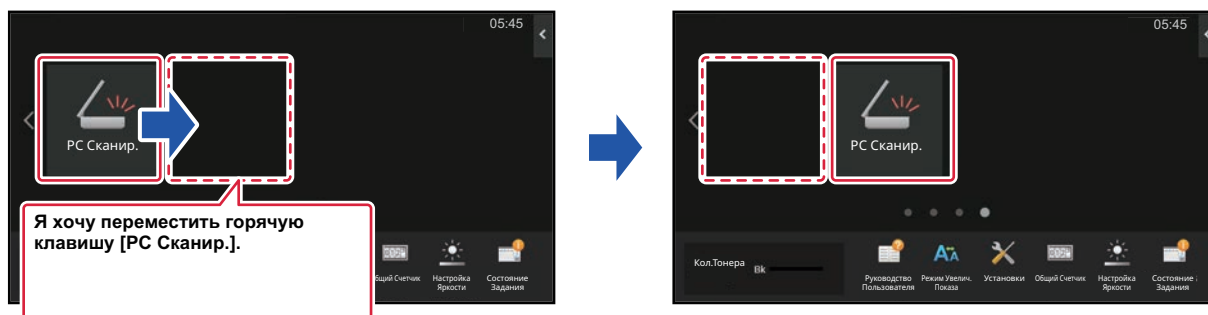 05:45
PC Сканир.
Я хочу переместить горячую
клавишу [PC Сканир.].
бщий Счетчик
Настройка
Яркости
Состояние
Задания
05:45
PC Сканир.
Кол.Тонера
Bk
Руководство
Пользователя
Режим Увелич.
Показа
Установки
Общий Счетчик
Настройка
Яркости
Состояние
Задания